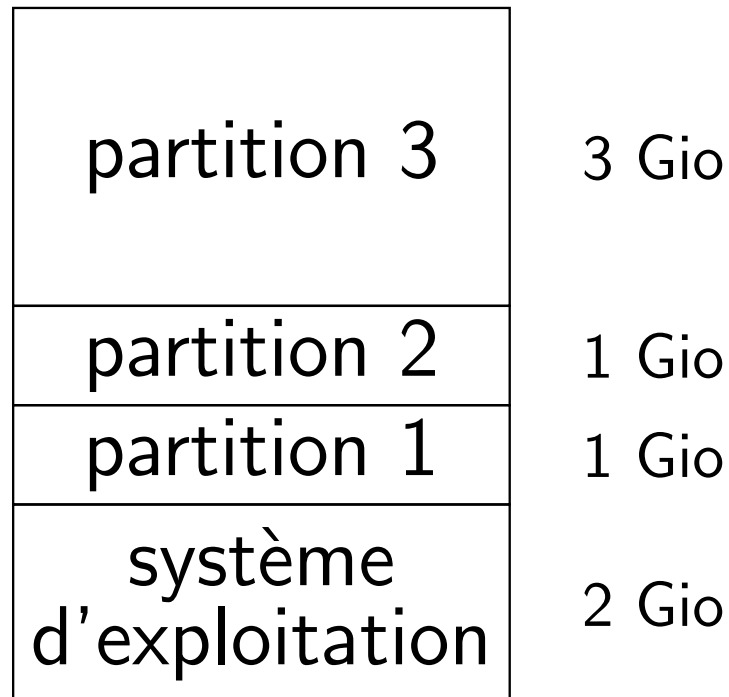 partition 3 3 Gio
partition 2 1 Gio
partition 1 1 Gio
système
d'exploitation
2 Gio